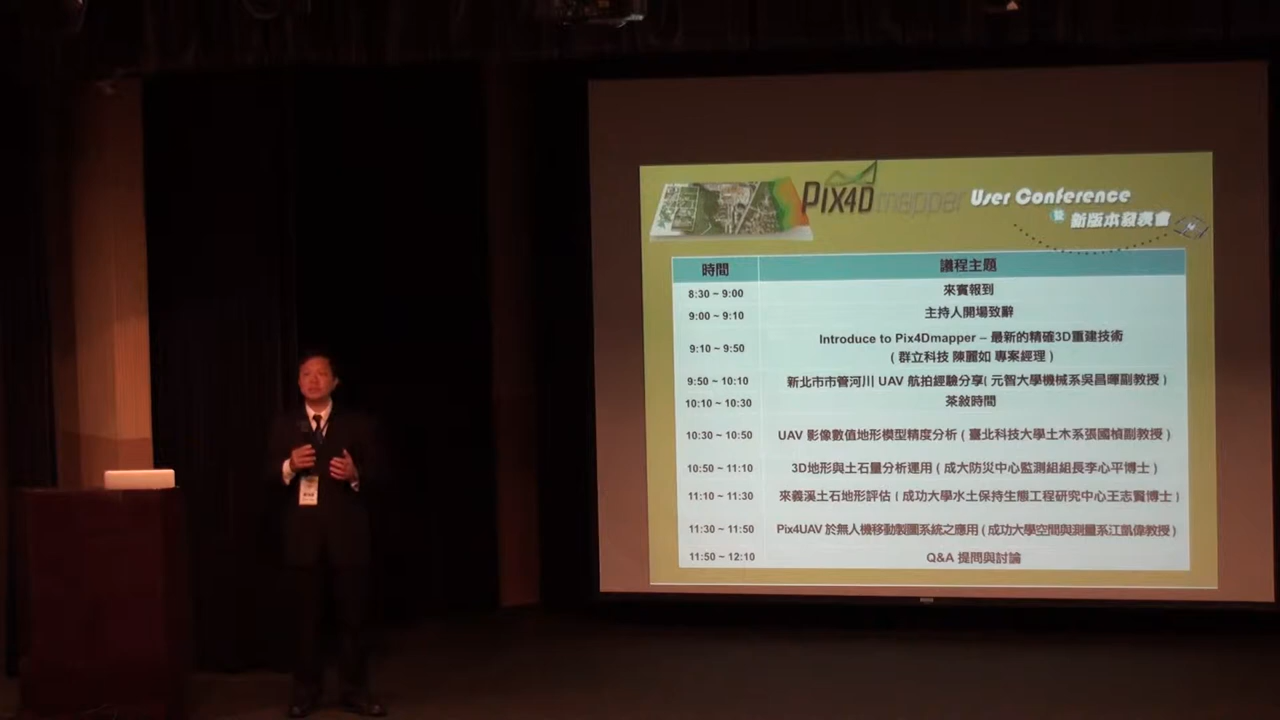 PIX4Dmapper User Conference
暨 新版本發表會
時間 議程主題
8:30 ~ 9:00 來賓報到
9:00 ~ 9:10 主持人開場致辭
9:10 ~ 9:50 Introduce to Pix4Dmapper – 最新的精確3D重建技術
( 群立科技 陳麗如 專案經理 )
9:50 ~ 10:10 新北市市管河川 UAV 航拍經驗分享( 元智大學機械系吳昌暉副教授 )
10:10 ~ 10:30 茶敘時間
10:30 ~ 10:50 UAV 影像數值地形模型精度分析 ( 臺北科技大學土木系張國楨副教授 )
10:50 ~ 11:10 3D地形與土石量分析運用 ( 成大防災中心監測組組長李心平博士 )
11:10 ~ 11:30 來義溪土石地形評估 ( 成功大學水土保持生態工程研究中心王志賢博士 )
11:30 ~ 11:50 Pix4UAV 於無人機移動製圖系統之應用 ( 成功大學空間與測量系江凱偉教授 )
11:50 ~ 12:10 Q&A 提問與討論